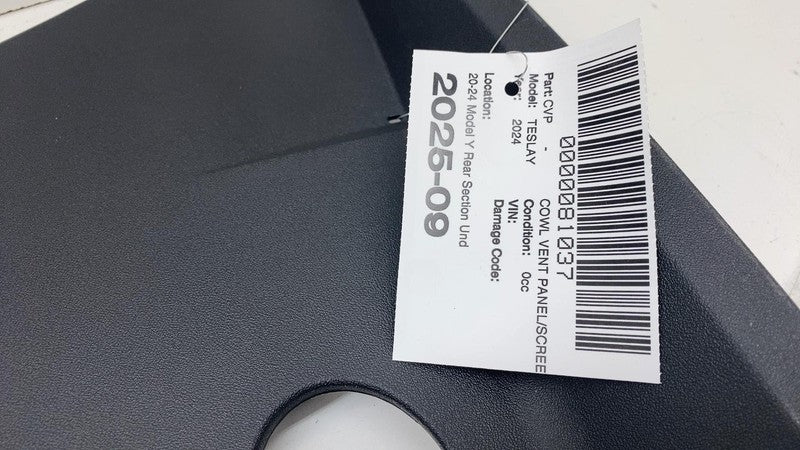 0000081037
Part: CVP - COWL VENT PANEL/SCREE
Model: TESLAY Condition: 0cc
Year: 2024 VIN:
Damage Code:
Location:
20-24 Model Y Rear Section Und
2025-09